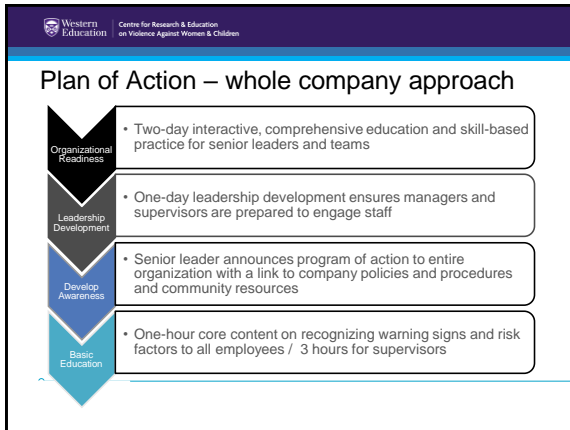 Western
Education
Centre for Research & Education
on Violence Against Women & Children
Plan of Action – whole company approach
Organizational
Readiness
• Two-day interactive, comprehensive education and skill-based
practice for senior leaders and teams
Leadership
Development
• One-day leadership development ensures managers and
supervisors are prepared to engage staff
Develop
Awareness
• Senior leader announces program of action to entire
organization with a link to company policies and procedures
and community resources
Basic
Education
• One-hour core content on recognizing warning signs and risk
factors to all employees / 3 hours for supervisors